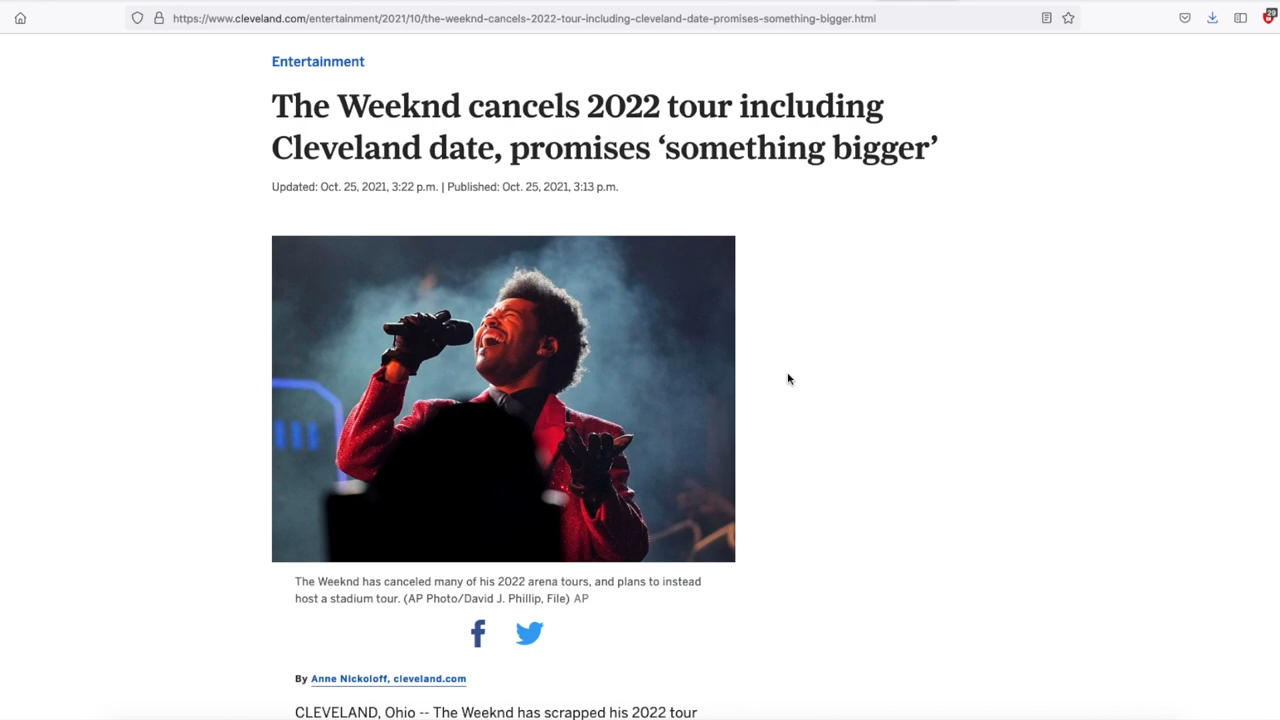 https://www.cleveland.com/entertainment/2021/10/the-weeknd-cancels-2022-tour-including-cleveland-date-promises-something-bigger.html
29
Entertainment
The Weeknd cancels 2022 tour including
Cleveland date, promises ‘something bigger’
Updated: Oct. 25, 2021, 3:22 p.m. | Published: Oct. 25, 2021, 3:13 p.m.
The Weeknd has canceled many of his 2022 arena tours, and plans to instead
host a stadium tour. (AP Photo/David J. Phillip, File) AP
By Anne Nickoloff, cleveland.com
CLEVELAND, Ohio -- The Weeknd has scrapped his 2022 tour